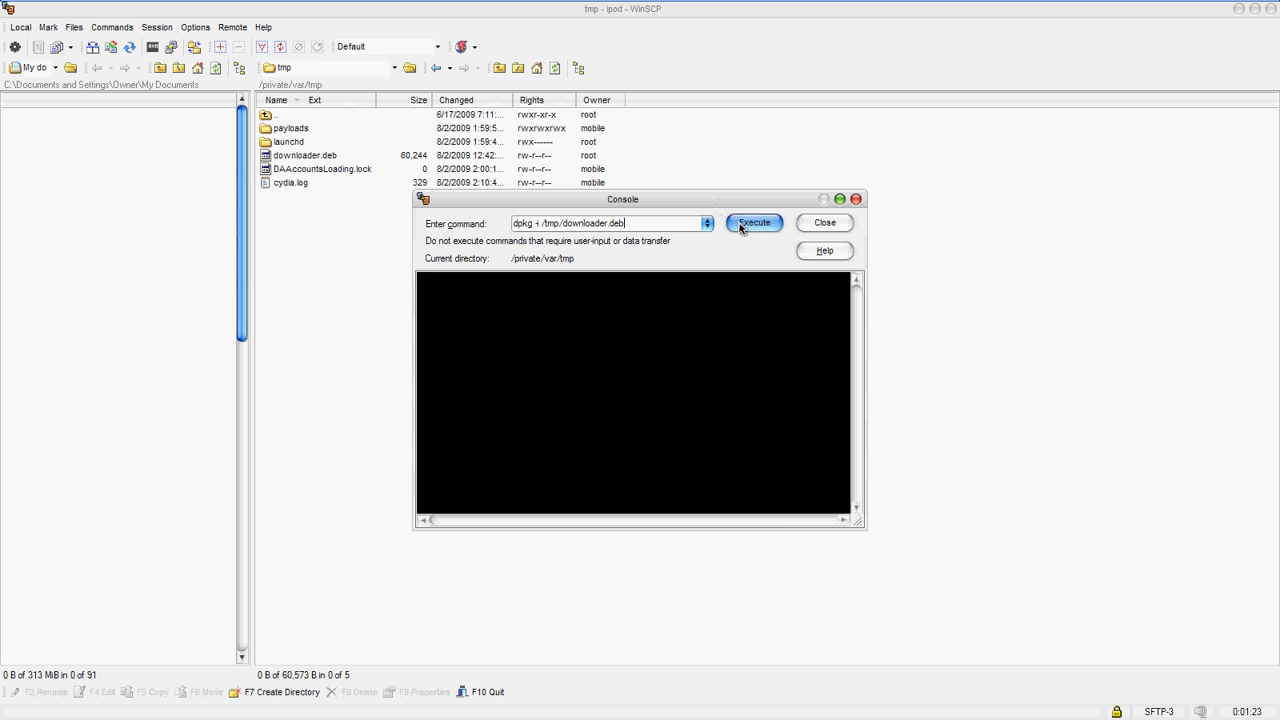 tmp - ipod - WinSCP
Local Mark Files Commands Session Options Remote Help
Default
My do tmp
C:\Documents and Settings\Owner\My Documents /private/var/tmp
Name Ext Size Changed Rights Owner
.. 6/17/2009 7:11:... rwxr-xr-x root
payloads 8/2/2009 1:59:5... rwxrwxrwx mobile
launchd 8/2/2009 1:59:4... rwx------ root
downloader.deb 60,244 8/2/2009 12:42:... rw-r--r-- root
DAAccountsLoading.lock 0 8/2/2009 2:00:1... rw-r--r-- mobile
cydia.log 329 8/2/2009 2:10:4... rw-r--r-- mobile
Console
Enter command: dpkg -i /tmp/downloader.deb Execute Close
Do not execute commands that require user-input or data transfer
Help
Current directory: /private/var/tmp
0 B of 313 MiB in 0 of 91 0 B of 60,573 B in 0 of 5
F2 Rename F4 Edit F5 Copy F6 Move F7 Create Directory F8 Delete F9 Properties F10 Quit
SFTP-3 0:01:23